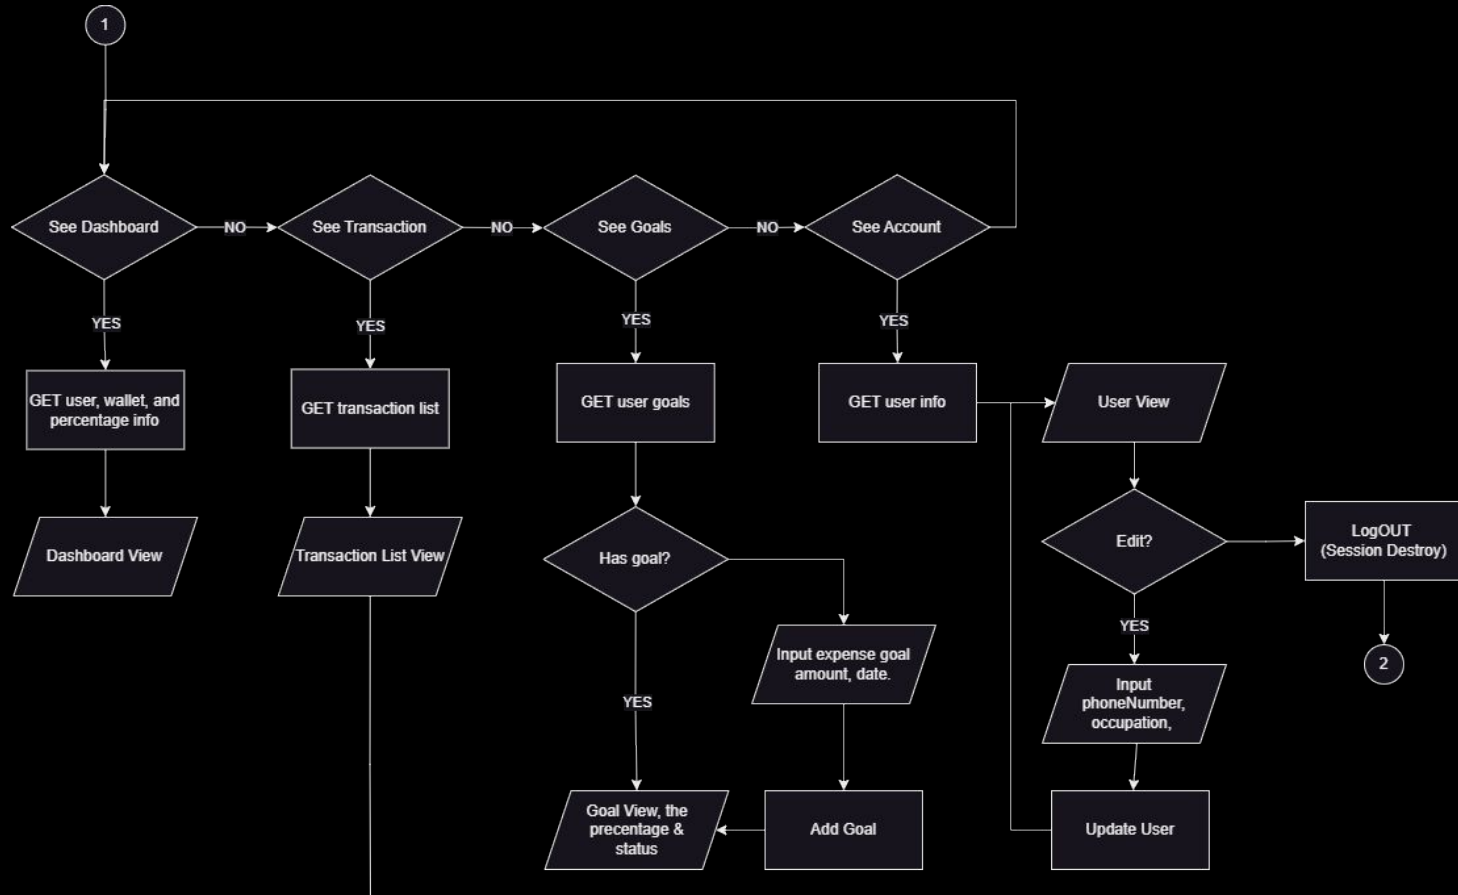 1
See Dashboard
NO
See Transaction
NO
See Goals
NO
See Account
YES
YES
YES
YES
GET user, wallet, and
percentage info
GET transaction list
GET user goals
GET user info
User View
Dashboard View
Transaction List View
Has goal?
Edit?
LogOUT
(Session Destroy)
YES
2
Input expense goal
amount, date.
Input
phoneNumber,
occupation,
YES
Goal View, the
precentage &
status
Add Goal
Update User